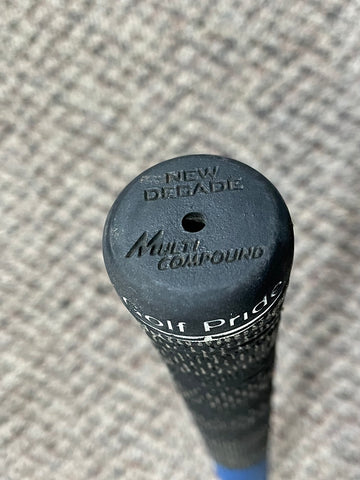 NEW
DECADE
MULTI
COMPOUND
Golf Pride